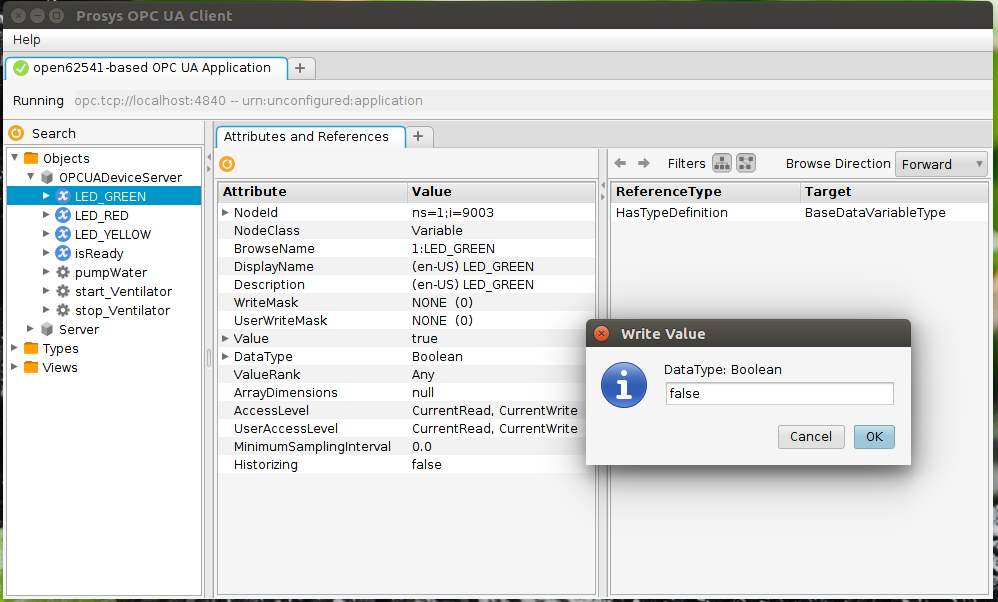 Prosys OPC UA Client
Help
open62541-based OPC UA Application +
Running opc.tcp://localhost:4840 -- urn:unconfigured:application
Search
Objects
OPCUADeviceServer
LED_GREEN
LED_RED
LED_YELLOW
isReady
pumpWater
start_Ventilator
stop_Ventilator
Server
Types
Views
Attributes and References +
Attribute Value
NodeId ns=1;i=9003
NodeClass Variable
BrowseName 1:LED_GREEN
DisplayName (en-US) LED_GREEN
Description (en-US) LED_GREEN
WriteMask NONE (0)
UserWriteMask NONE (0)
Value true
DataType Boolean
ValueRank Any
ArrayDimensions null
AccessLevel CurrentRead, CurrentWrite
UserAccessLevel CurrentRead, CurrentWrite
MinimumSamplingInterval 0.0
Historizing false
Filters Browse Direction Forward
ReferenceType Target
HasTypeDefinition BaseDataVariableType
Write Value
DataType: Boolean
false
Cancel OK